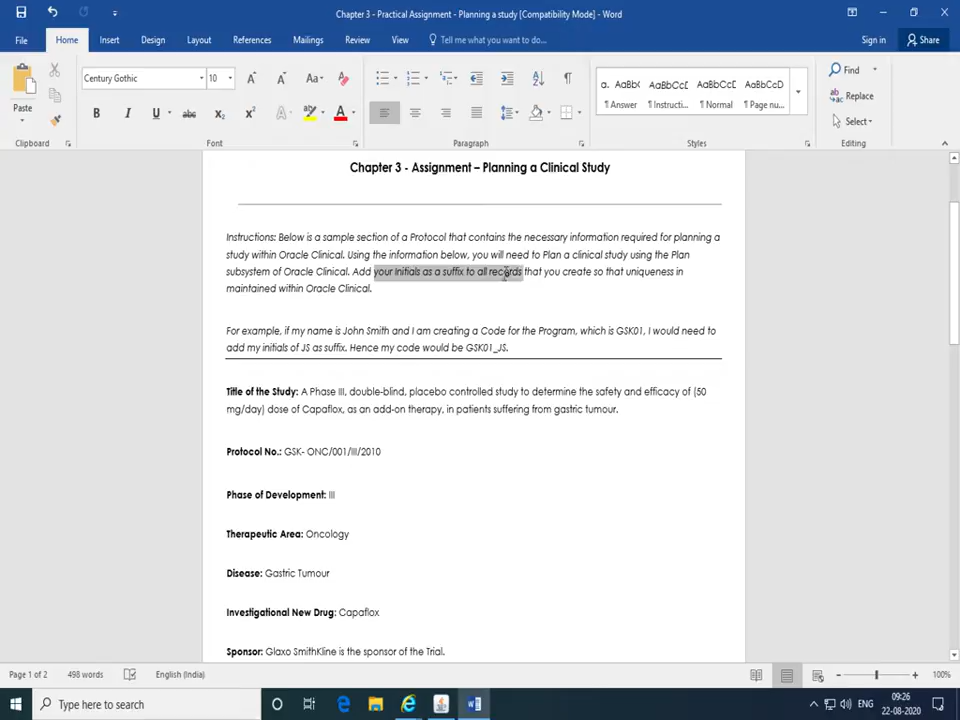 Chapter 3 - Practical Assignment - Planning a study [Compatibility Mode] - Word
File Home Insert Design Layout References Mailings Review View Tell me what you want to do... Sign in Share
Century Gothic 10 Aa AaBb( AaBbCcI AaBbCcD AaBbCcD Find
Paste B I U abc x₂ x² A A a. ¶ Answer ¶ Instructi... ¶ Normal ¶ Page nu... Replace
Select
Clipboard Font Paragraph Styles Editing
Chapter 3 - Assignment – Planning a Clinical Study
Instructions: Below is a sample section of a Protocol that contains the necessary information required for planning a
study within Oracle Clinical. Using the information below, you will need to Plan a clinical study using the Plan
subsystem of Oracle Clinical. Add your Initials as a suffix to all records that you create so that uniqueness in
maintained within Oracle Clinical.
For example, if my name is John Smith and I am creating a Code for the Program, which is GSK01, I would need to
add my initials of JS as suffix. Hence my code would be GSK01_JS.
Title of the Study: A Phase III, double-blind, placebo controlled study to determine the safety and efficacy of (50
mg/day) dose of Capaflox, as an add-on therapy, in patients suffering from gastric tumour.
Protocol No.: GSK- ONC/001/III/2010
Phase of Development: III
Therapeutic Area: Oncology
Disease: Gastric Tumour
Investigational New Drug: Capaflox
Sponsor: Glaxo SmithKline is the sponsor of the Trial.
Page 1 of 2 498 words English (India) 100%
Type here to search ENG 09:26
22-08-2020